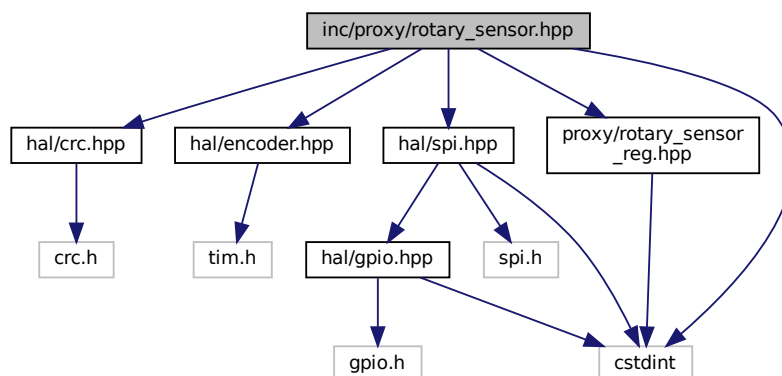 inc/proxy/rotary_sensor.hpp
hal/crc.hpp
hal/encoder.hpp
hal/spi.hpp
proxy/rotary_sensor
_reg.hpp
crc.h
tim.h
hal/gpio.hpp
spi.h
gpio.h
cstdint